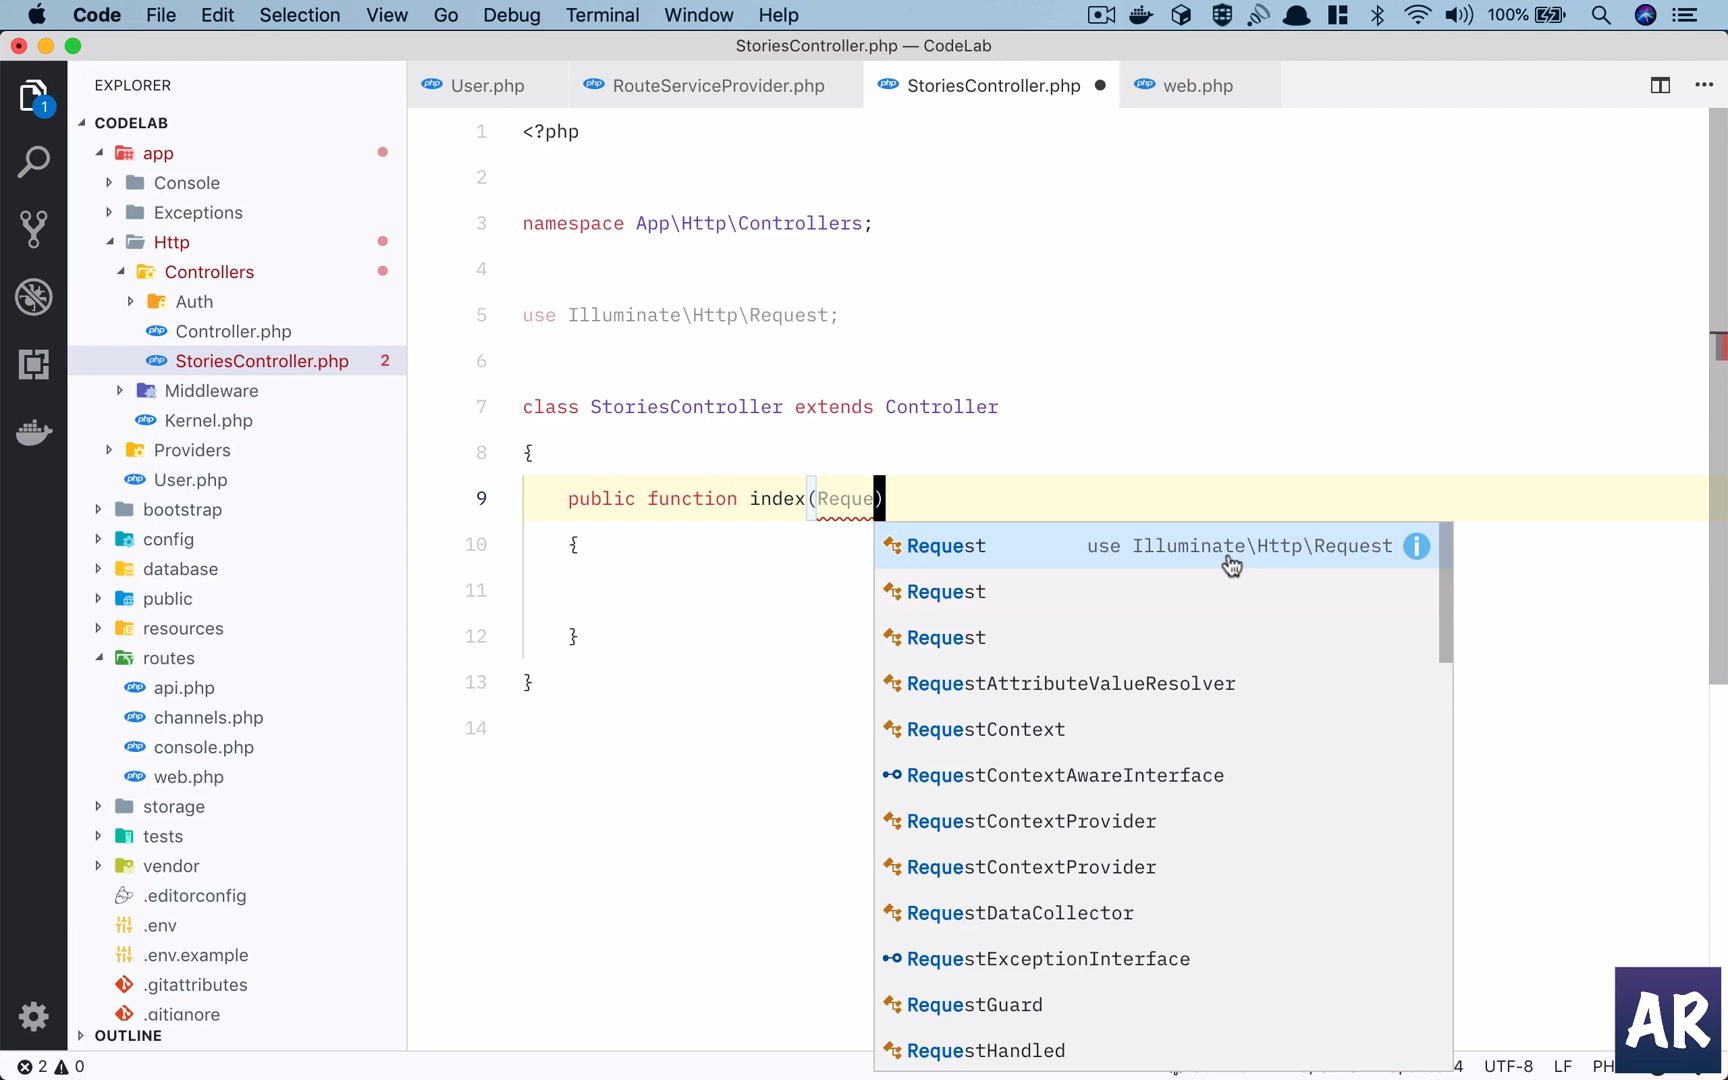 Code File Edit Selection View Go Debug Terminal Window Help 100%
StoriesController.php — CodeLab
EXPLORER
User.php RouteServiceProvider.php StoriesController.php web.php
1
CODELAB
app
Console
Exceptions
Http
Controllers
Auth
Controller.php
StoriesController.php 2
Middleware
Kernel.php
Providers
User.php
bootstrap
config
database
public
resources
routes
api.php
channels.php
console.php
web.php
storage
tests
vendor
.editorconfig
.env
.env.example
.gitattributes
.gitignore
OUTLINE
1 <?php
2
3 namespace App\Http\Controllers;
4
5 use Illuminate\Http\Request;
6
7 class StoriesController extends Controller
8 {
9 public function index(Reque)
10 {
11
12 }
13 }
14
Request use Illuminate\Http\Request
Request
Request
RequestAttributeValueResolver
RequestContext
RequestContextAwareInterface
RequestContextProvider
RequestContextProvider
RequestDataCollector
RequestExceptionInterface
RequestGuard
RequestHandled
2 0
4 UTF-8 LF PH
AR